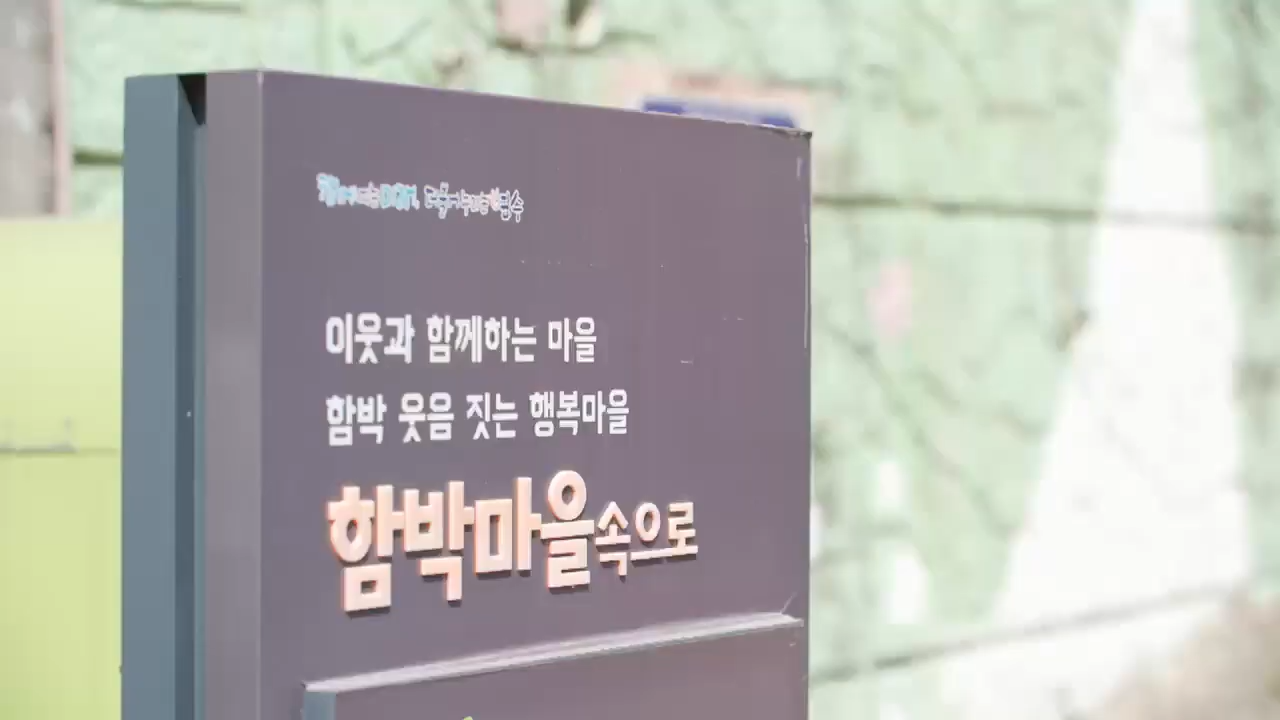 이웃과 함께하는 마을
함박 웃음 짓는 행복마을
함박마을속으로